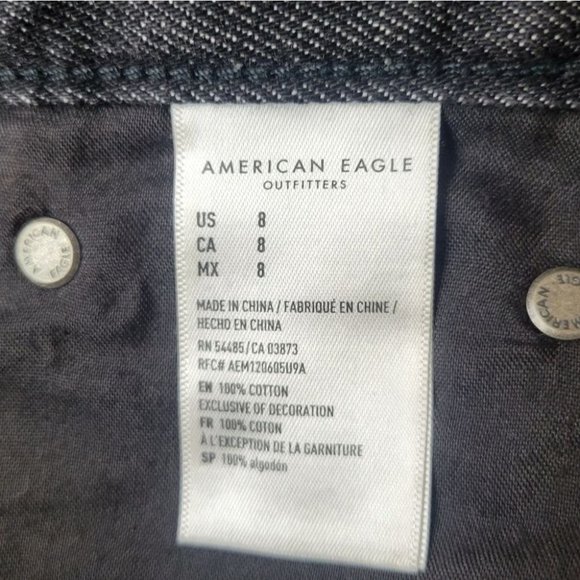 AMERICAN EAGLE
OUTFITTERS
US 8
CA 8
MX 8
MADE IN CHINA / FABRIQUÉ EN CHINE /
HECHO EN CHINA
RN 54485/CA 03873
RFC# AEM120605U9A
EN 100% COTTON
EXCLUSIVE OF DECORATION
FR 100% COTON
À L'EXCEPTION DE LA GARNITURE
SP 100% algodón
AMERICAN EAGLE
AMERICAN EAGLE